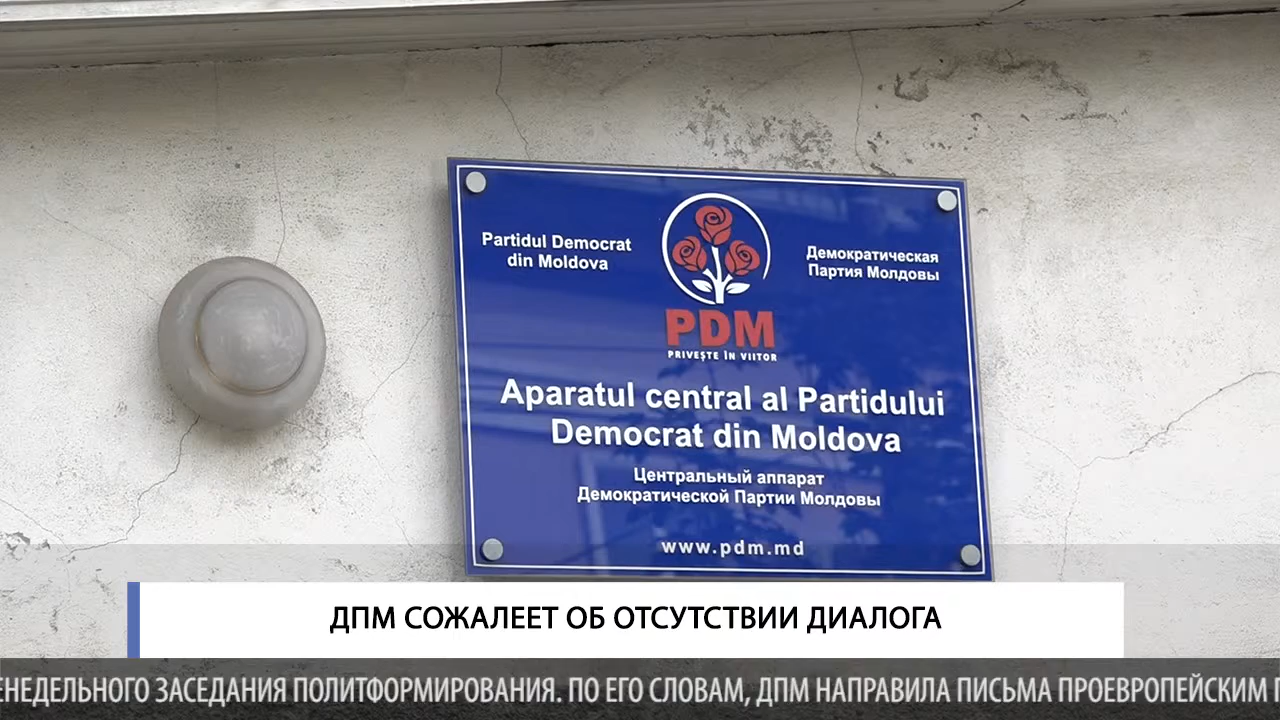 Partidul Democrat
din Moldova
Демократическая
Партия Молдовы
PDM
PRIVEȘTE ÎN VIITOR
Aparatul central al Partidului
Democrat din Moldova
Центральный аппарат
Демократической Партии Молдовы
www.pdm.md
ДПМ СОЖАЛЕЕТ ОБ ОТСУТСТВИИ ДИАЛОГА
ЗАСЕДАНИЯ ПОЛИТФОРМИРОВАНИЯ. ПО ЕГО СЛОВАМ, ДПМ НАПРАВИЛА ПИСЬМА ПРОЕВРОПЕЙСКИМ